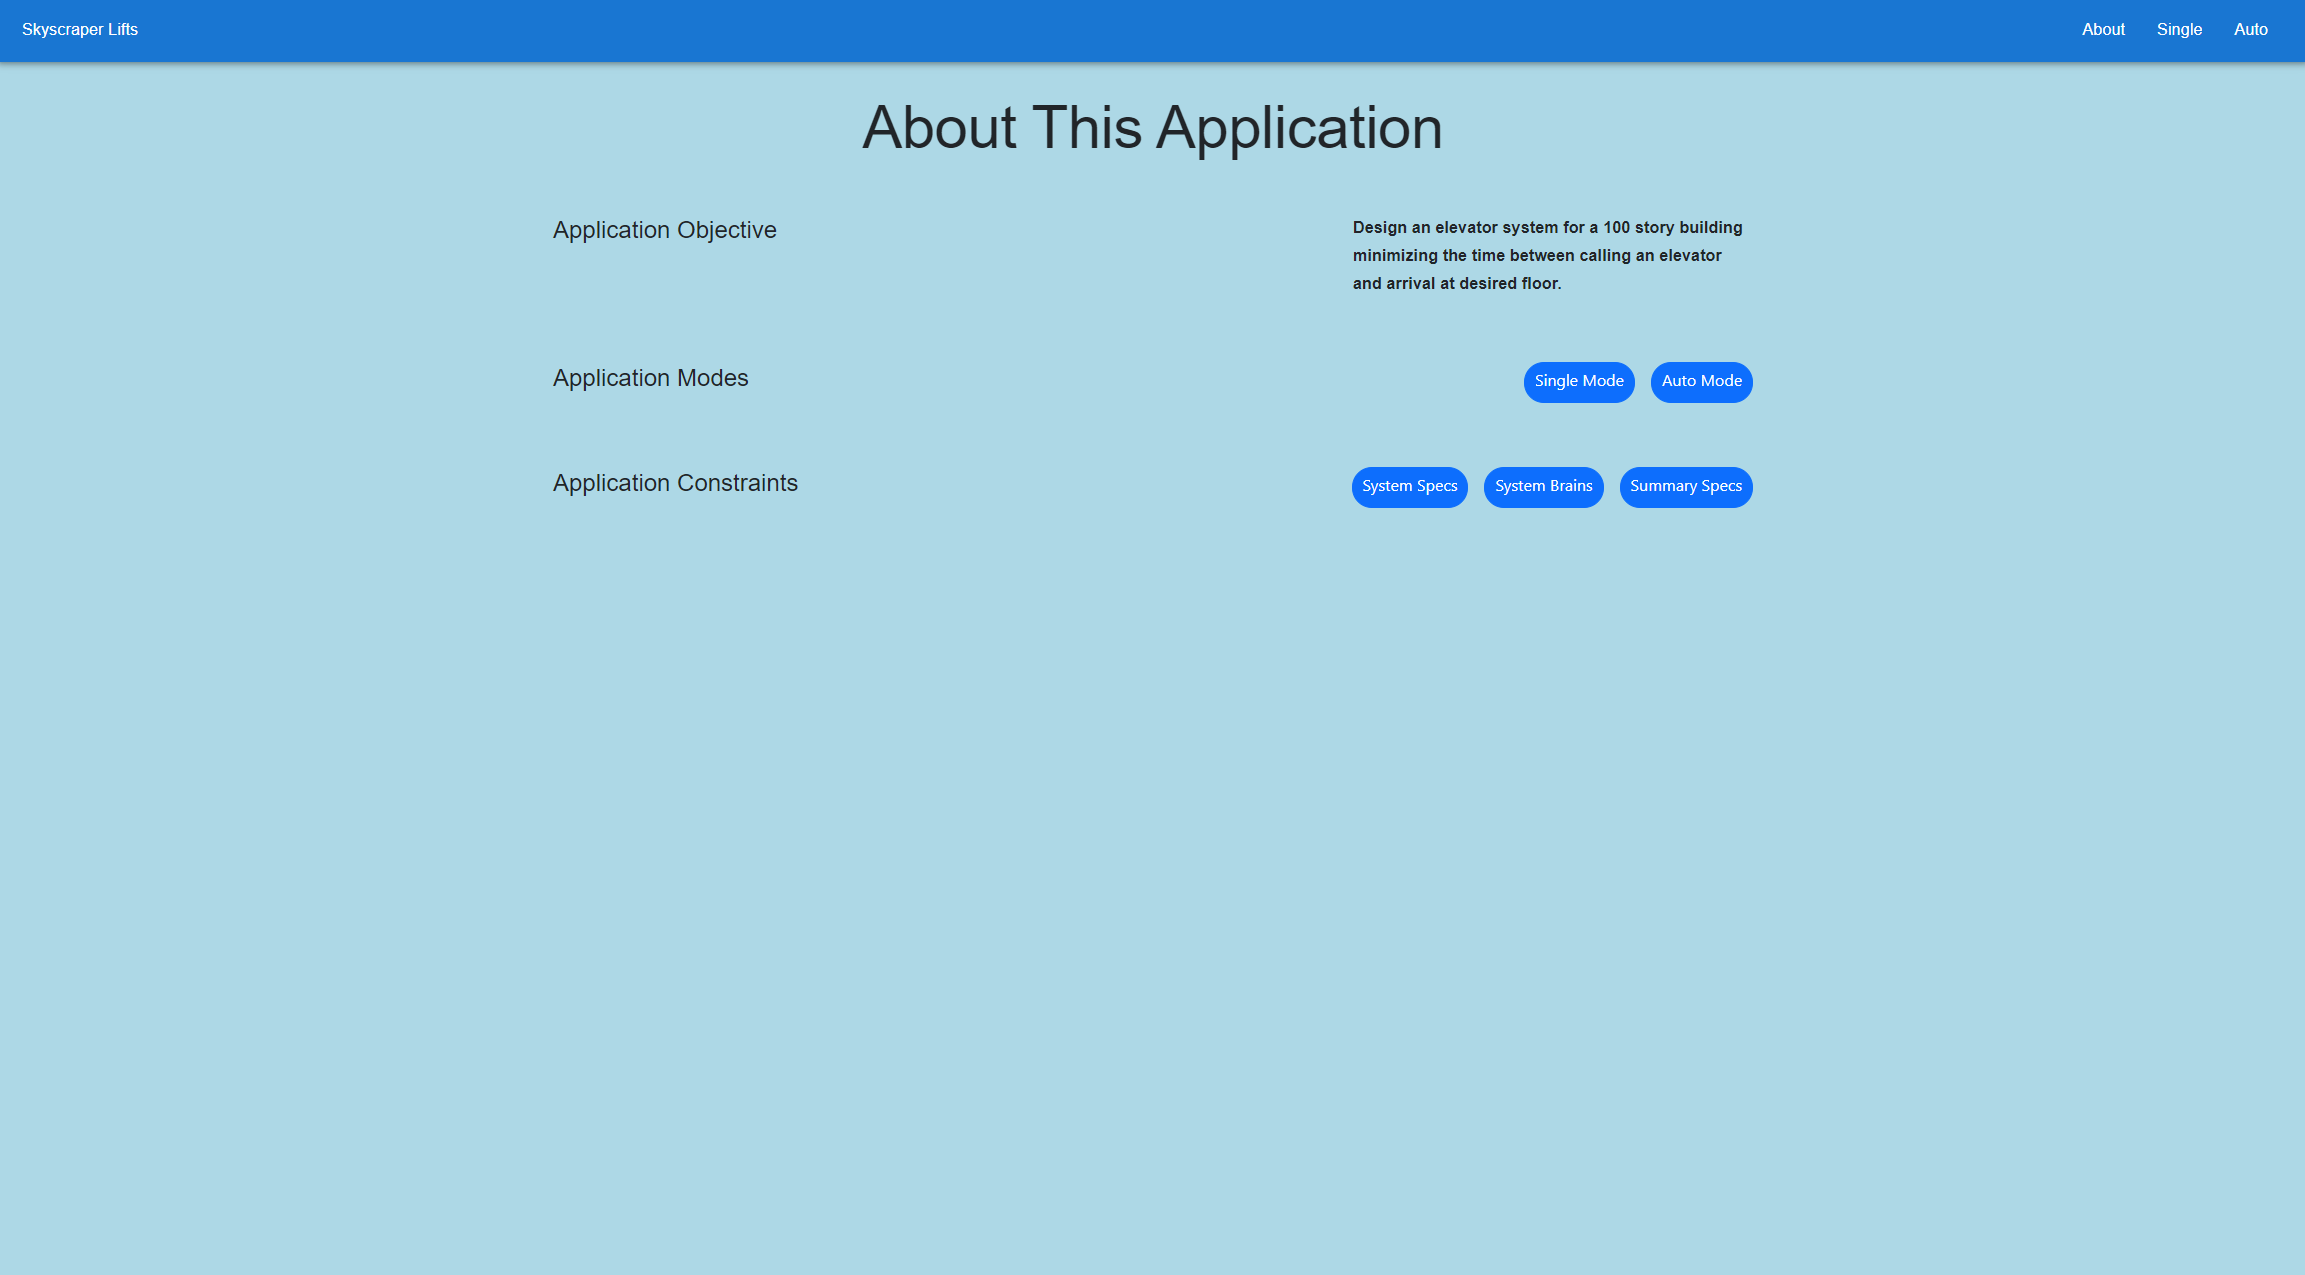 Skyscraper Lifts
About
Single
Auto
About This Application
Application Objective
Design an elevator system for a 100 story building
minimizing the time between calling an elevator
and arrival at desired floor.
Application Modes
Single Mode
Auto Mode
Application Constraints
System Specs
System Brains
Summary Specs